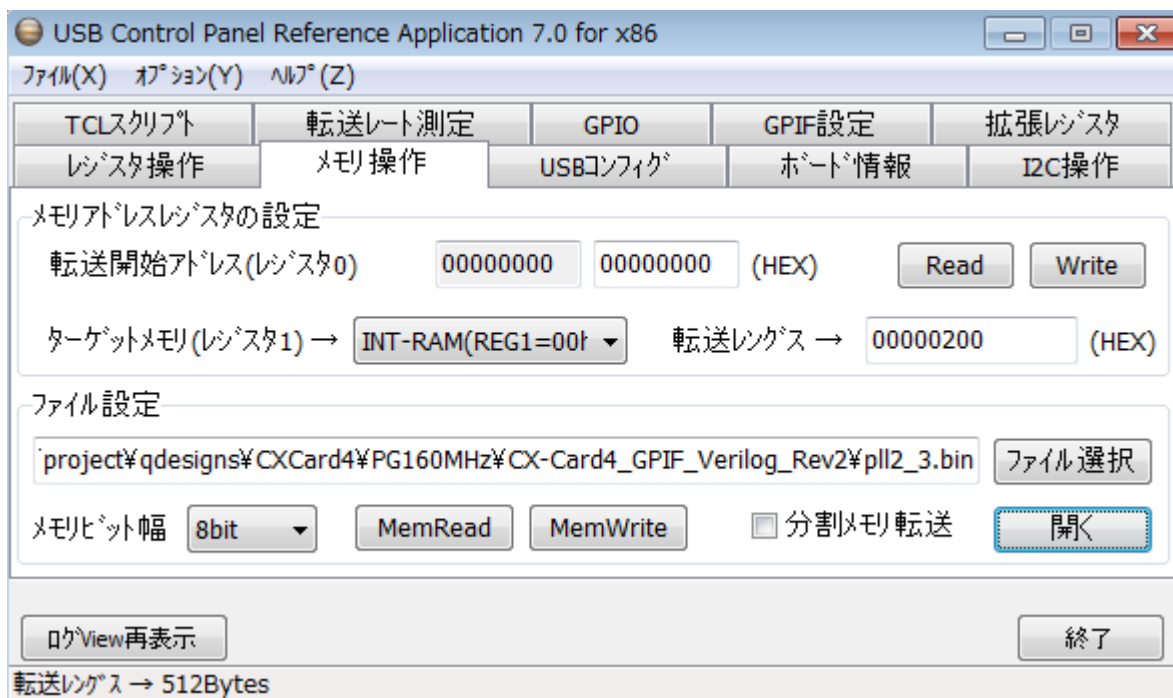 USB Control Panel Reference Application 7.0 for x86
ﾌｧｲﾙ(X) ｵﾌﾟｼｮﾝ(Y) ﾍﾙﾌﾟ(Z)
TCLｽｸﾘﾌﾟﾄ 転送ﾚｰﾄ測定 GPIO GPIF設定 拡張ﾚｼﾞｽﾀ
ﾚｼﾞｽﾀ操作 ﾒﾓﾘ操作 USBｺﾝﾌｨｸﾞ ﾎﾞｰﾄﾞ情報 I2C操作
ﾒﾓﾘｱﾄﾞﾚｽﾚｼﾞｽﾀの設定
転送開始ｱﾄﾞﾚｽ(ﾚｼﾞｽﾀ0) 00000000 00000000 (HEX) Read Write
ﾀｰｹﾞｯﾄﾒﾓﾘ(ﾚｼﾞｽﾀ1) → INT-RAM(REG1=00h 転送ﾚﾝｸﾞｽ → 00000200 (HEX)
ﾌｧｲﾙ設定
project¥qdesigns¥CXCard4¥PG160MHz¥CX-Card4_GPIF_Verilog_Rev2¥pll2_3.bin ﾌｧｲﾙ選択
ﾒﾓﾘﾋﾞｯﾄ幅 8bit MemRead MemWrite 分割ﾒﾓﾘ転送 開く
ﾛｸﾞView再表示 終了
転送ﾚﾝｸﾞｽ → 512Bytes